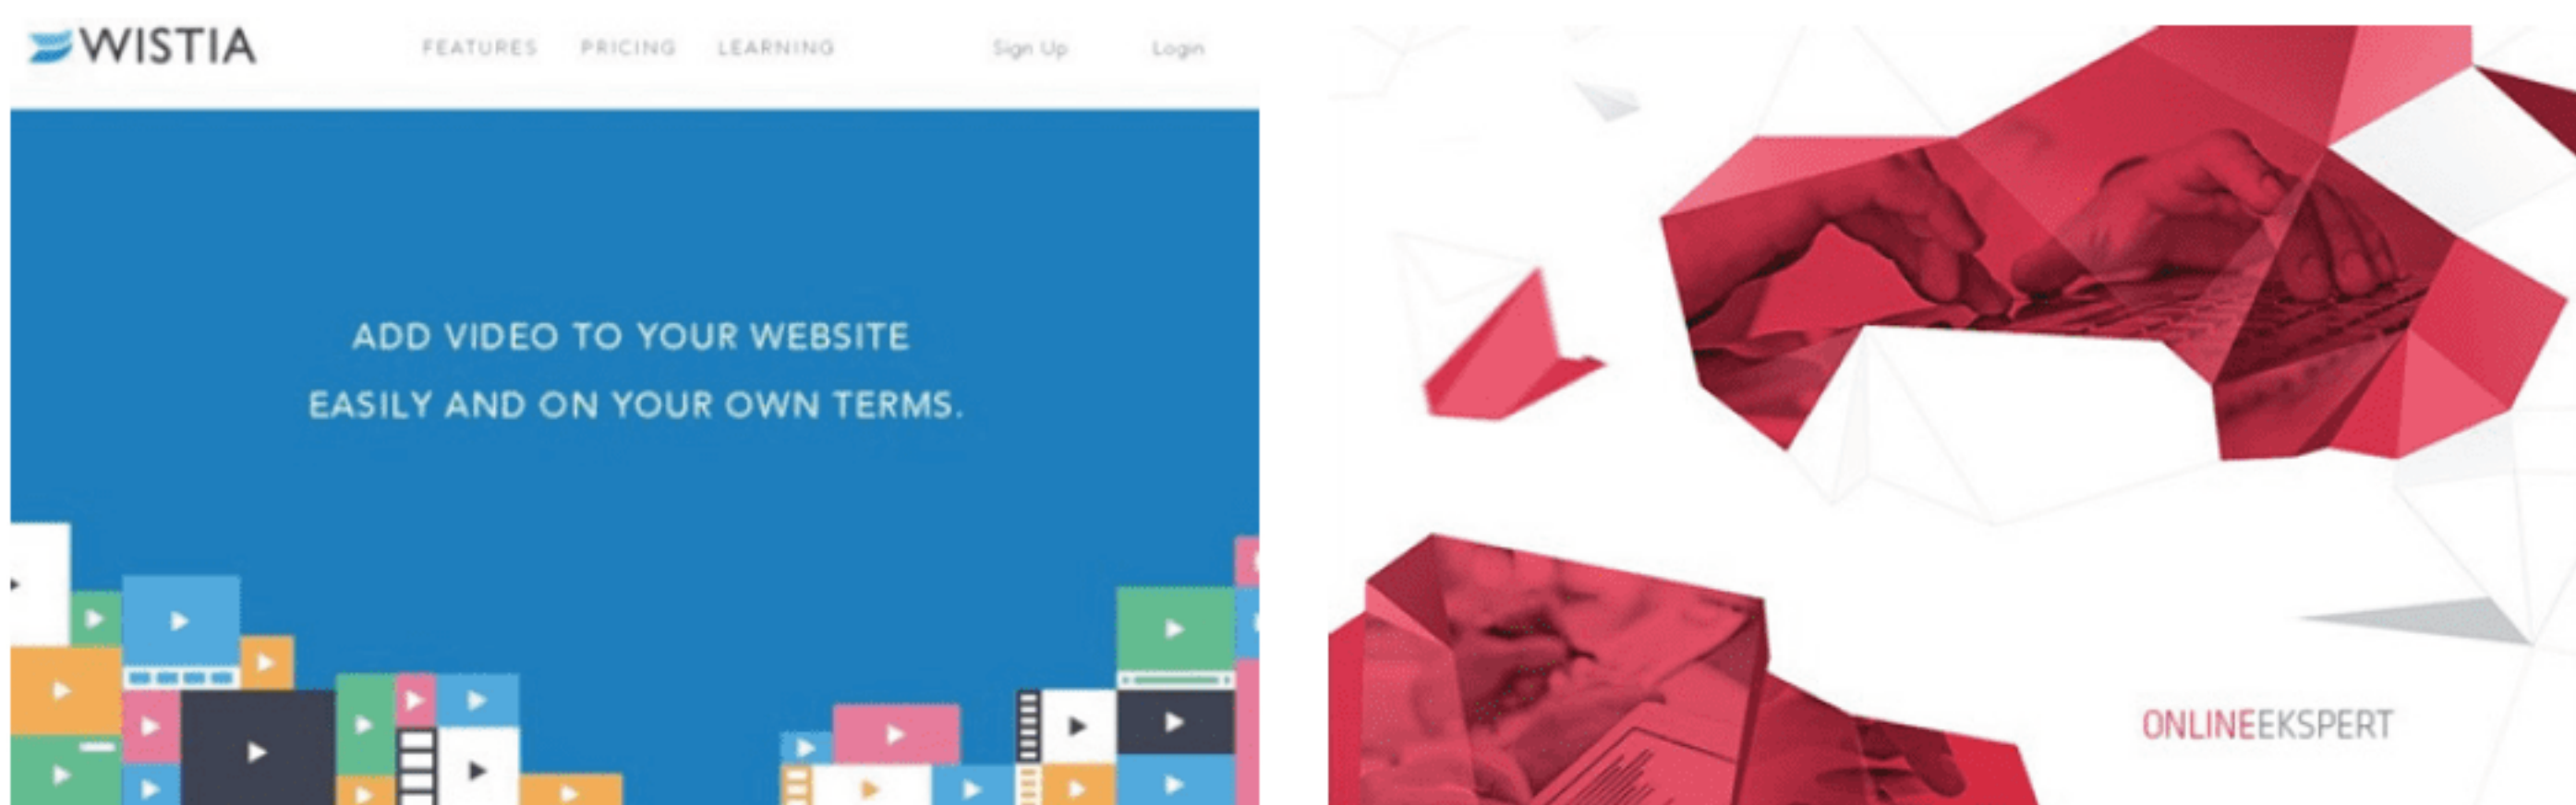 WISTIA
FEATURES PRICING LEARNING Sign Up Login
ADD VIDEO TO YOUR WEBSITE
EASILY AND ON YOUR OWN TERMS.
ONLINEEKSPERT